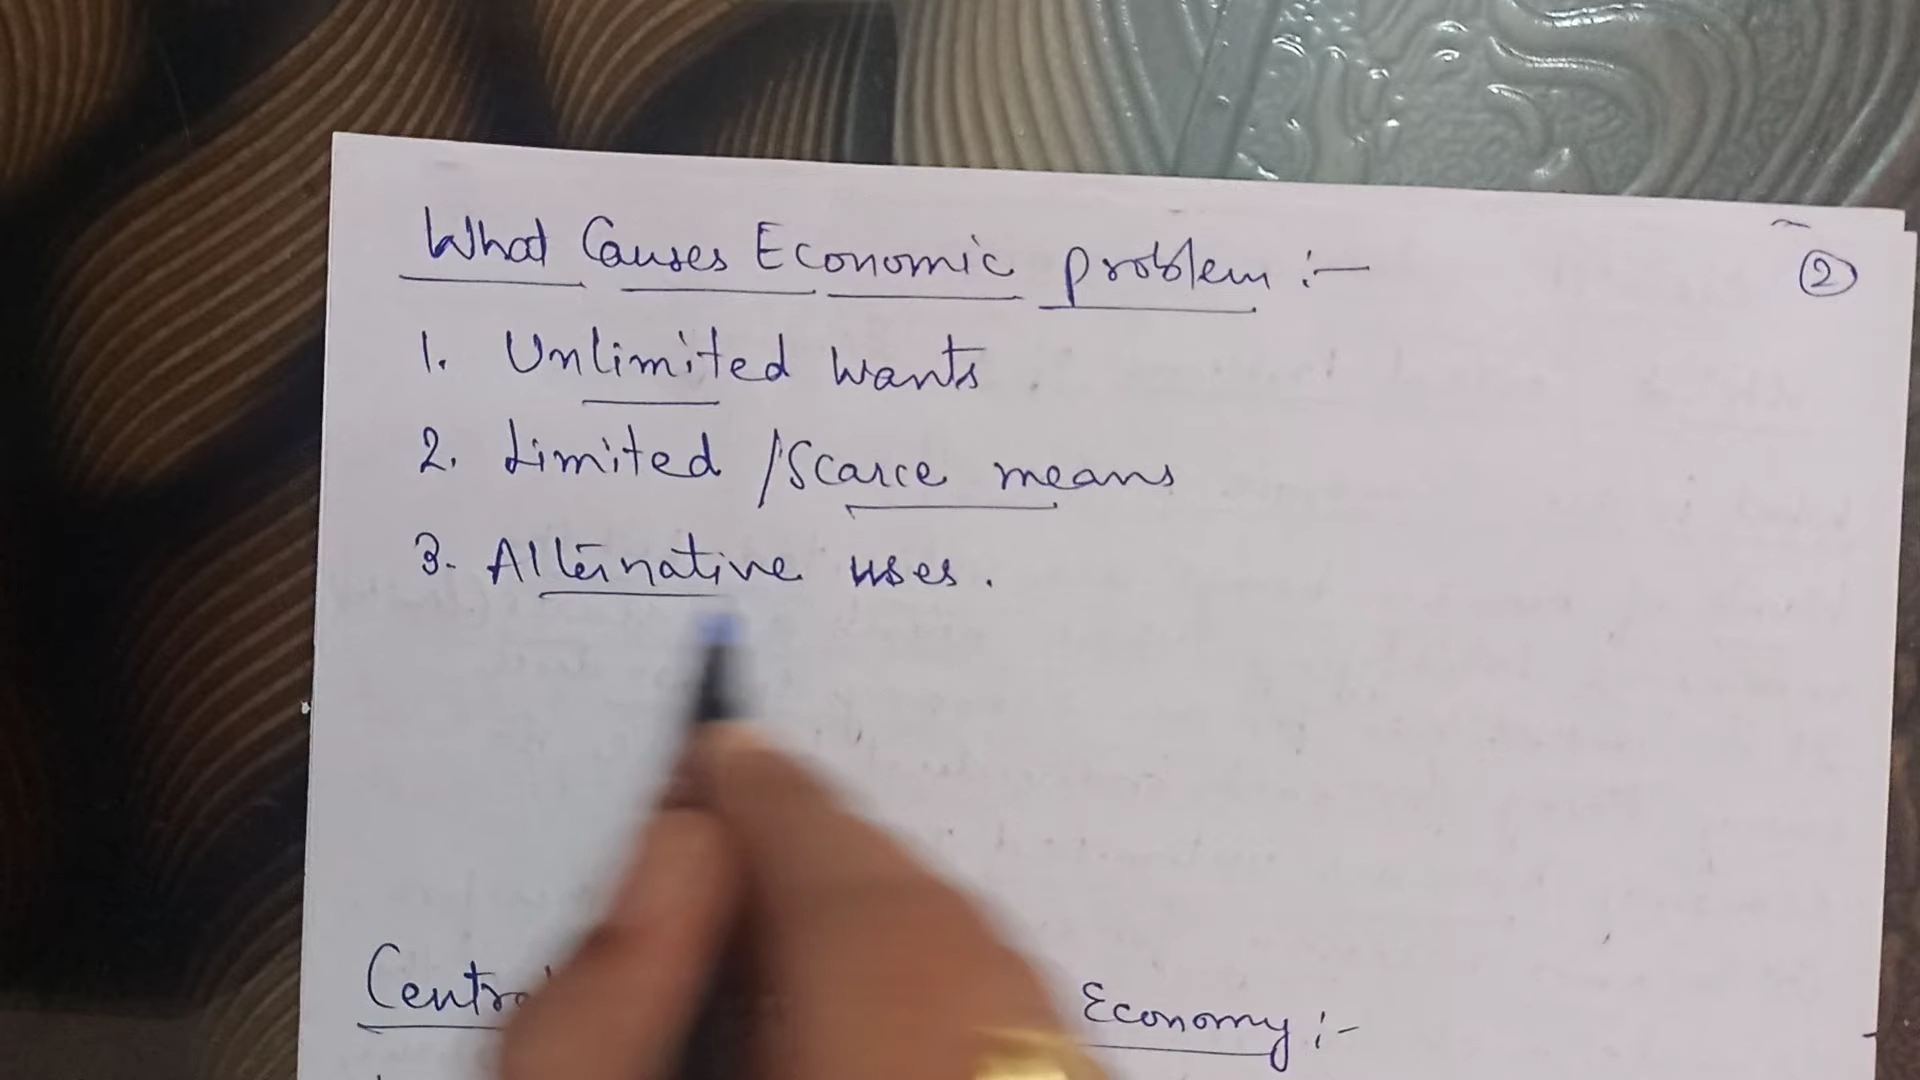 What Causes Economic problem :-
②
1. Unlimited wants
2. Limited /Scarce means
3. Alternative uses.
Economy :-